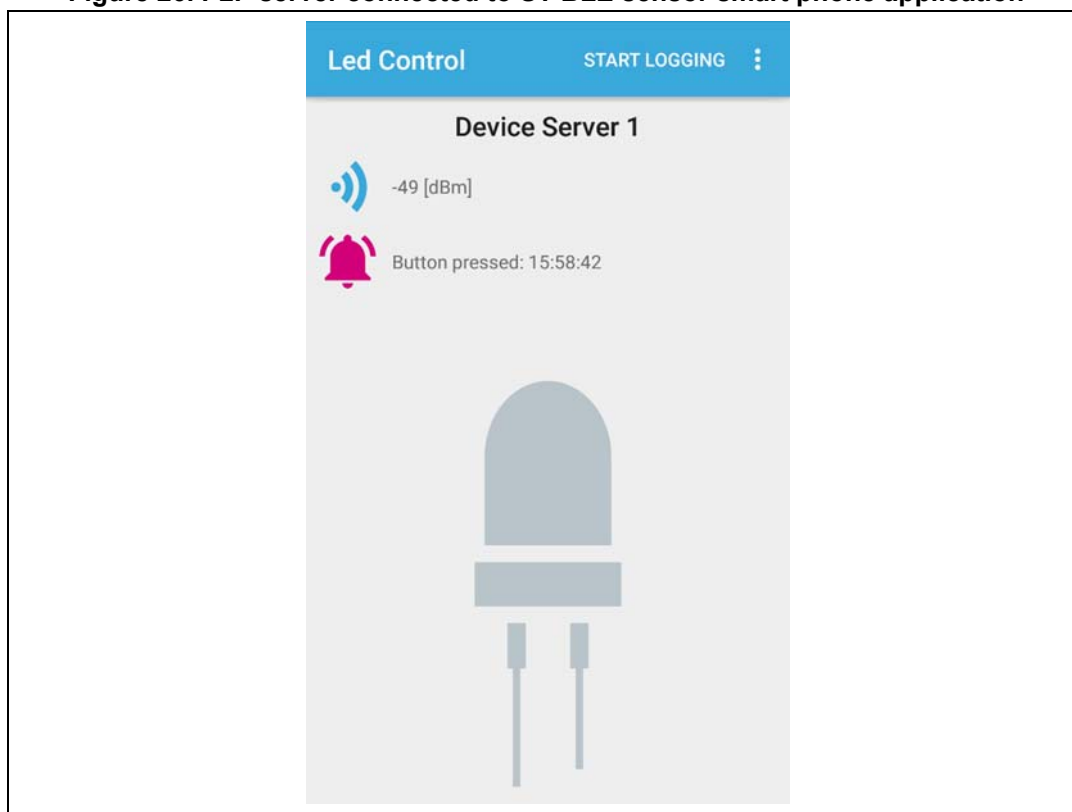 Led Control START LOGGING
Device Server 1
-49 [dBm]
Button pressed: 15:58:42